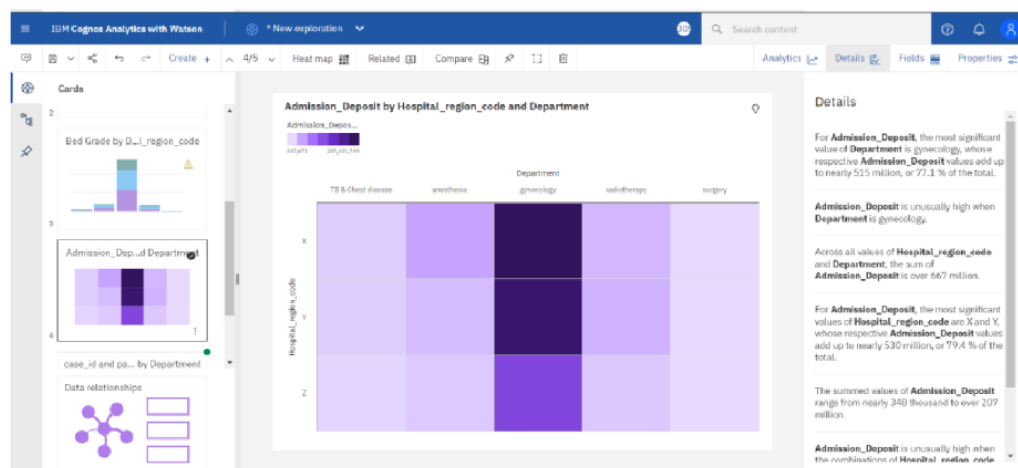 IBM Cognos Analytics with Watson
* New exploration
Search content
Create +
4/5
Heat map
Related
Compare
Analytics
Details
Fields
Properties
Cards
2
Bed Grade by D...l_region_code
3
Admission_Dep...d Department
4
case_id and pa... by Department
Data relationships
Admission_Deposit by Hospital_region_code and Department
Admission_Depos...
Department
TB & Chest disease
anesthesia
gynecology
radiotherapy
surgery
Hospital_region_code
X
Y
Z
Details
For Admission_Deposit, the most significant
value of Department is gynecology, whose
respective Admission_Deposit values add up
to nearly 515 million, or 77.1 % of the total.
Admission_Deposit is unusually high when
Department is gynecology.
Across all values of Hospital_region_code
and Department, the sum of
Admission_Deposit is over 667 million.
For Admission_Deposit, the most significant
values of Hospital_region_code are X and Y,
whose respective Admission_Deposit values
add up to nearly 530 million, or 79.4 % of the
total.
The summed values of Admission_Deposit
range from nearly 348 thousand to over 207
million.
Admission_Deposit is unusually high when
the combinations of Hospital_region_code